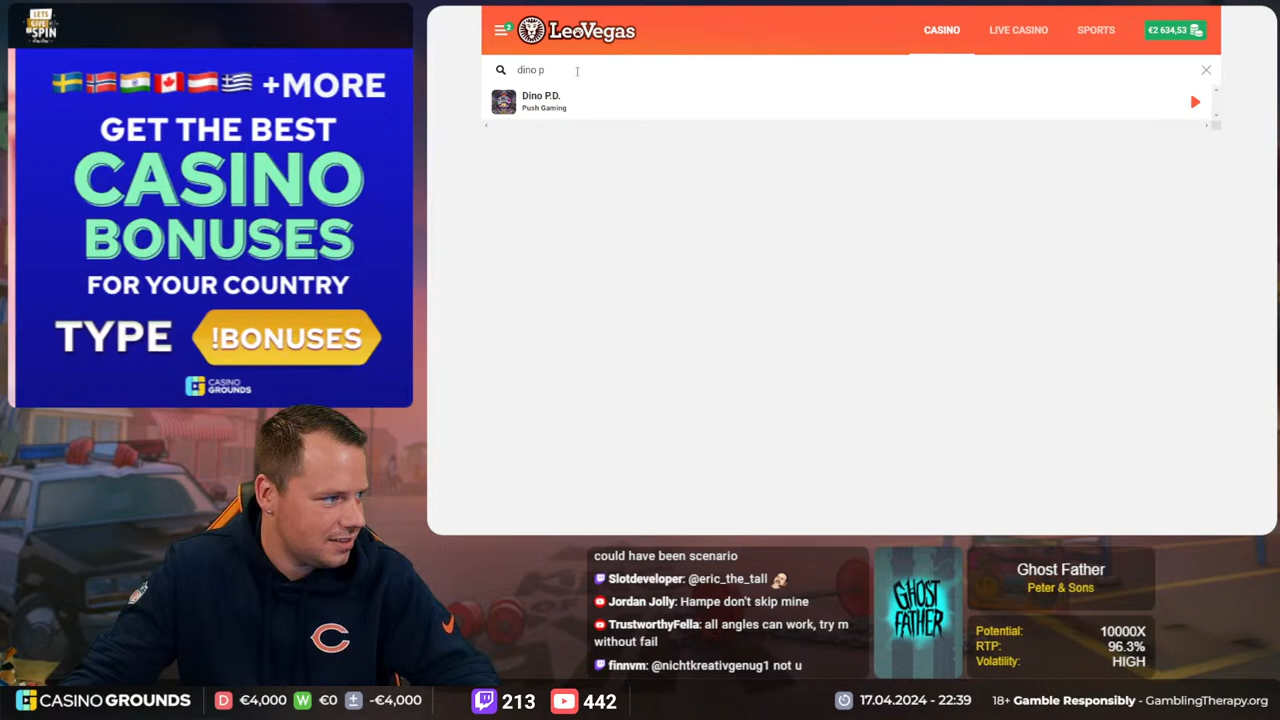 LETS
GIVE IT
SPIN
+MORE
GET THE BEST
CASINO
BONUSES
FOR YOUR COUNTRY
TYPE !BONUSES
CASINO
GROUNDS
2
LeoVegas
CASINO
LIVE CASINO
SPORTS
€2 634,53
dino p
Dino P.D.
Push Gaming
could have been scenario
Slotdeveloper: @eric_the_tall
Jordan Jolly: Hampe don't skip mine
TrustworthyFella: all angles can work, try m
without fail
finnvm: @nichtkreativgenug1 not u
GHOST
FATHER
Ghost Father
Peter & Sons
Potential: 10000X
RTP: 96.3%
Volatility: HIGH
CASINOGROUNDS
D €4,000 W €0 ± -€4,000
213
442
17.04.2024 - 22:39
18+ Gamble Responsibly - GamblingTherapy.org